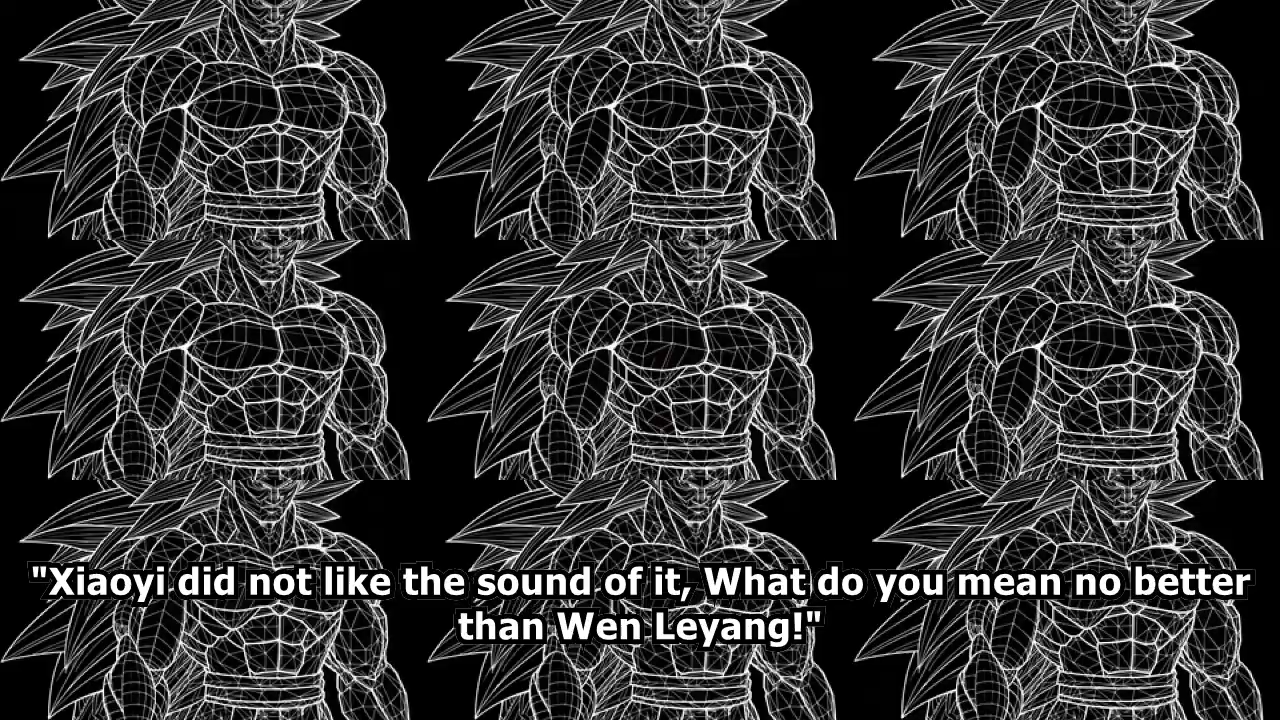 "Xiaoyi did not like the sound of it, What do you mean no better
than Wen Leyang!"